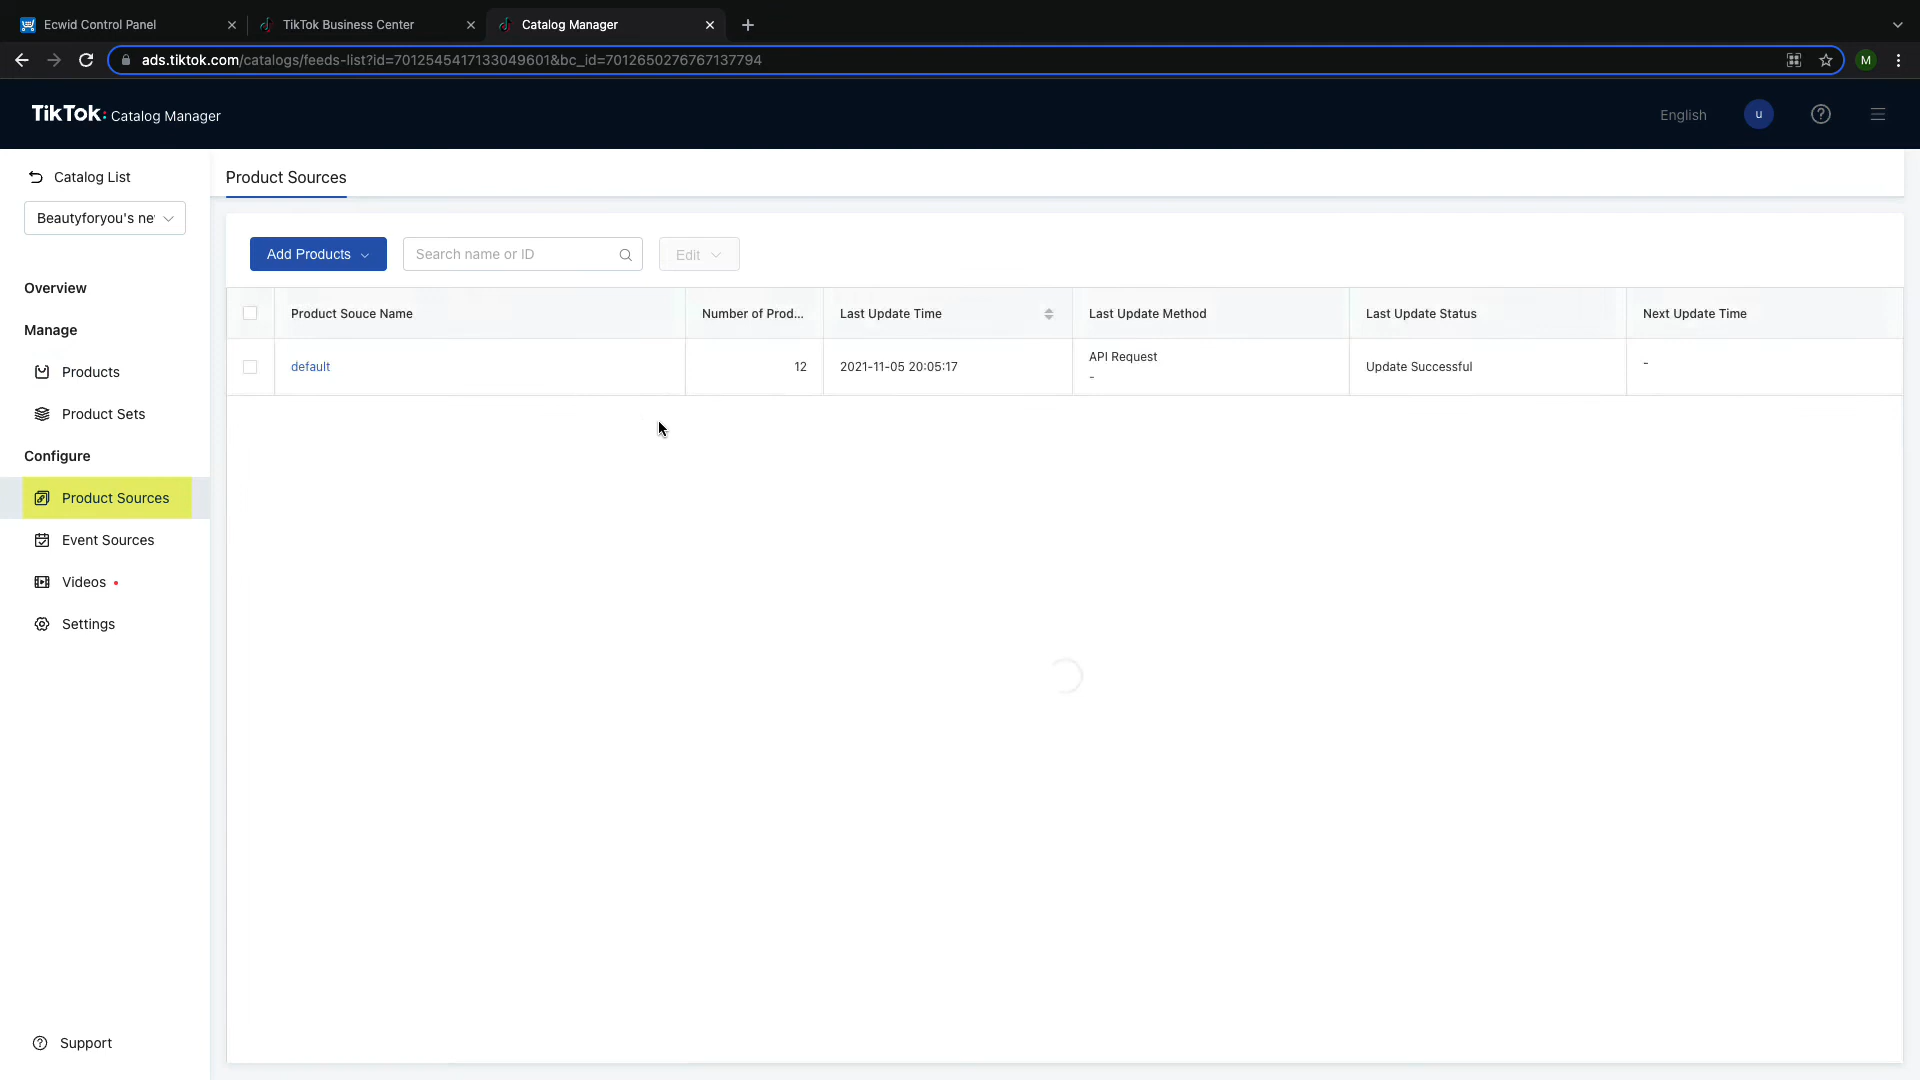 Ecwid Control Panel
TikTok Business Center
Catalog Manager
ads.tiktok.com/catalogs/feeds-list?id=7012545417133049601&bc_id=7012650276767137794
M
TikTok: Catalog Manager
English
u
Catalog List
Product Sources
Beautyforyou's ne
Add Products
Search name or ID
Edit
Overview
Product Souce Name
Number of Prod...
Last Update Time
Last Update Method
Last Update Status
Next Update Time
Manage
default
12
2021-11-05 20:05:17
API Request
-
Update Successful
-
Products
Product Sets
Configure
Product Sources
Event Sources
Videos
Settings
Support